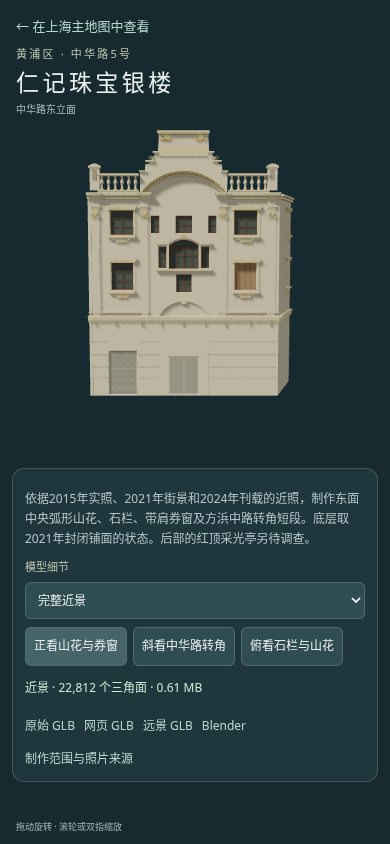 ← 在上海主地图中查看
黄浦区 · 中华路5号
仁记珠宝银楼
中华路东立面
依据2015年实照、2021年街景和2024年刊载的近照，制作东面
中央弧形山花、石栏、带肩券窗及方浜中路转角短段。底层取
2021年封闭铺面的状态。后部的红顶采光亭另待调查。
模型细节
完整近景
正看山花与券窗
斜看中华路转角
俯看石栏与山花
近景 · 22,812 个三角面 · 0.61 MB
原始 GLB 网页 GLB 远景 GLB Blender
制作范围与照片来源
拖动旋转 · 滚轮或双指缩放